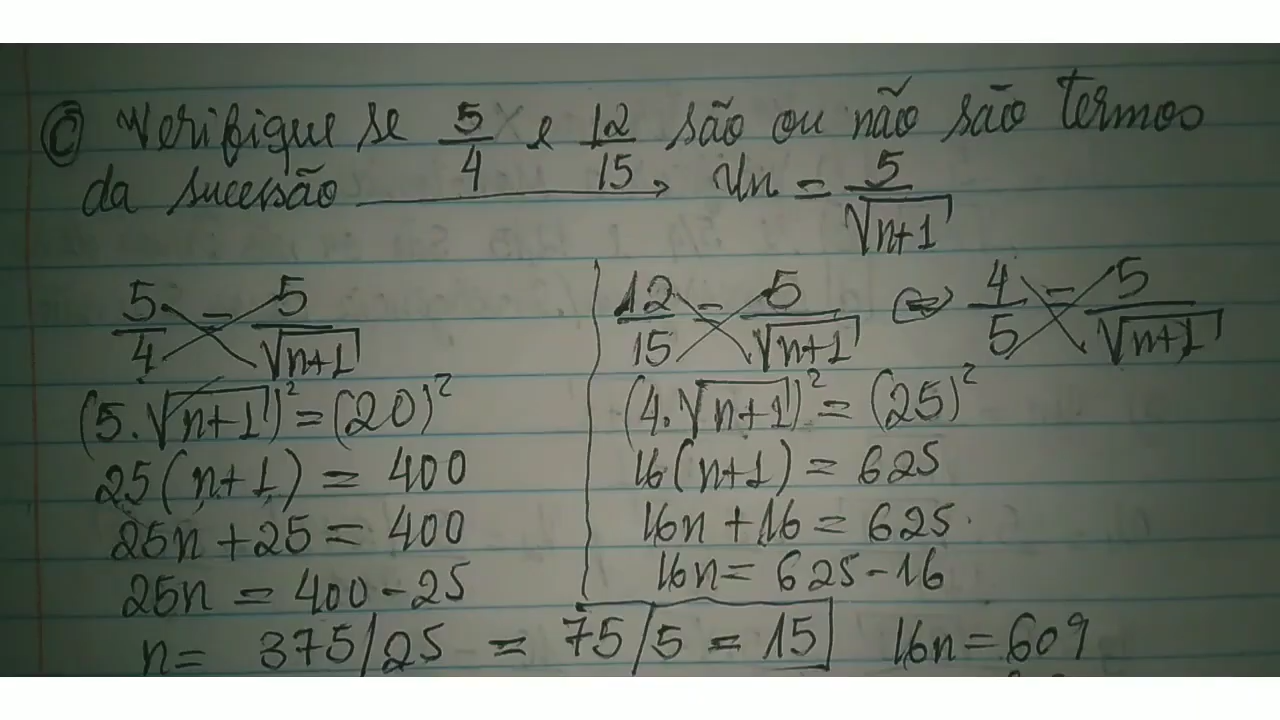 C) Verifique se 5/4 e 12/15 são ou não são termos
da sucessão → Un = 5/√(n+1)
5/4 = 5/√(n+1)
(5.√(n+1))² = (20)²
25(n+1) = 400
25n + 25 = 400
25n = 400 - 25
n = 375/25 = 75/5 = 15
12/15 = 5/√(n+1) ⇔ 4/5 = 5/√(n+1)
(4.√(n+1))² = (25)²
16(n+1) = 625
16n + 16 = 625
16n = 625 - 16
16n = 609